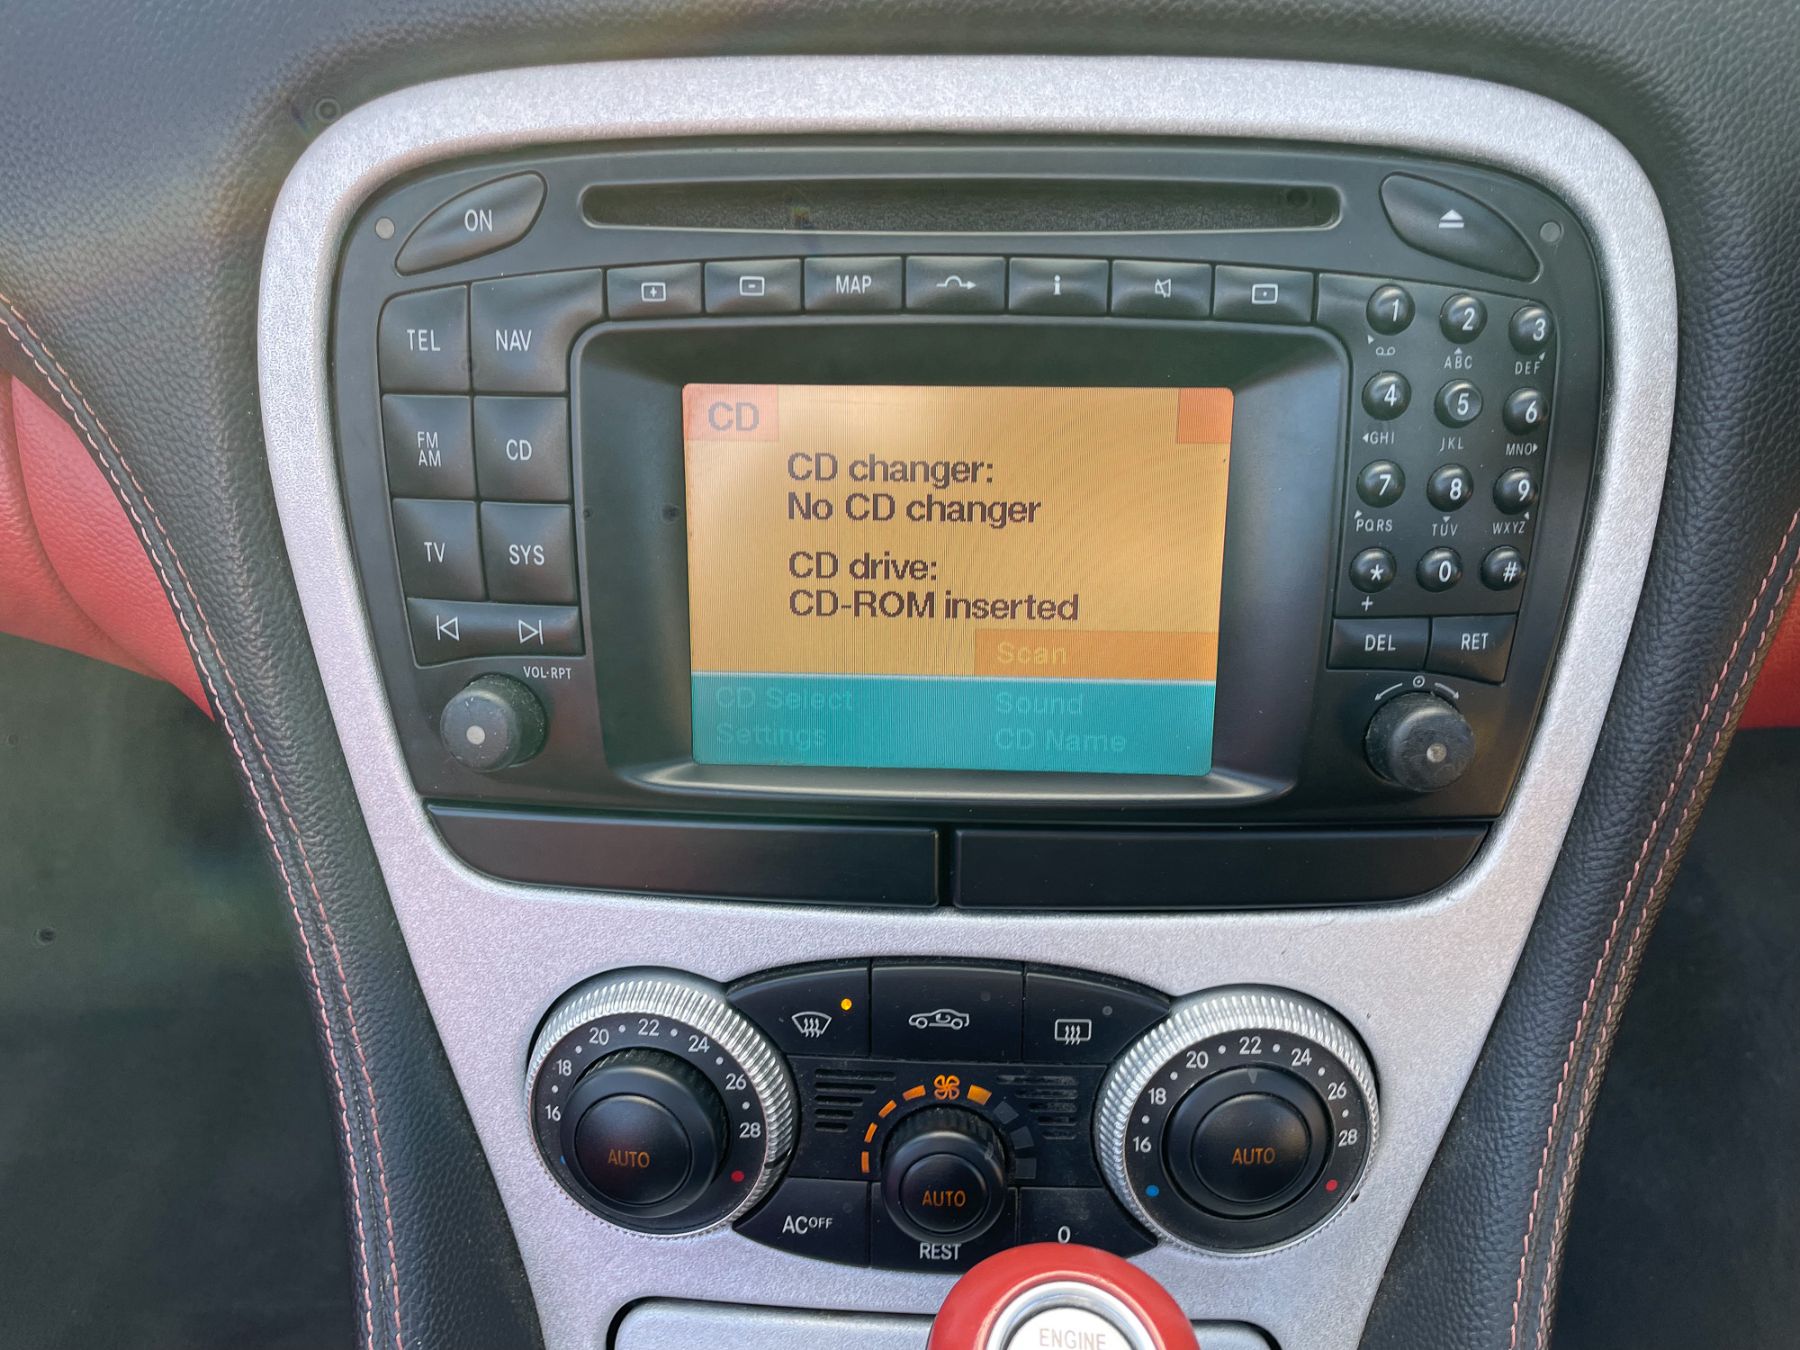 ON
MAP
i
TEL
NAV
FM
AM
CD
TV
SYS
VOL·RPT
1
2
ABC
3
DEF
4
GHI
5
JKL
6
MNO
7
PQRS
8
TUV
9
WXYZ
*
+
0
#
DEL
RET
CD
CD changer:
No CD changer
CD drive:
CD-ROM inserted
Scan
CD Select
Sound
Settings
CD Name
16
18
20
22
24
26
28
AUTO
AUTO
16
18
20
22
24
26
28
AUTO
AC OFF
REST
0
ENGINE